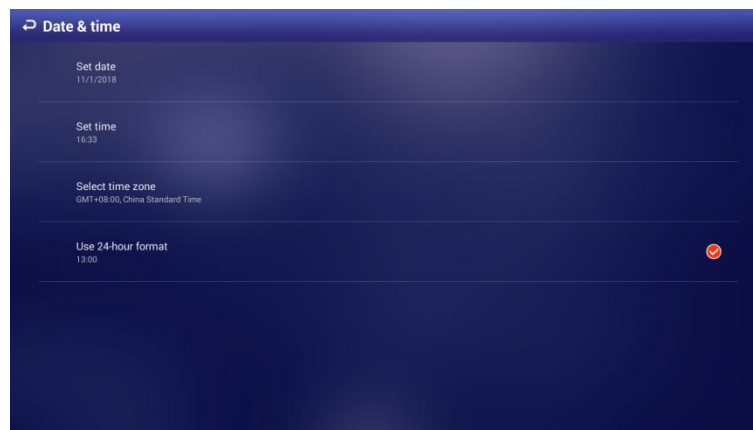 Date & time
Set date
11/1/2018
Set time
16:33
Select time zone
GMT+08:00, China Standard Time
Use 24-hour format
13:00